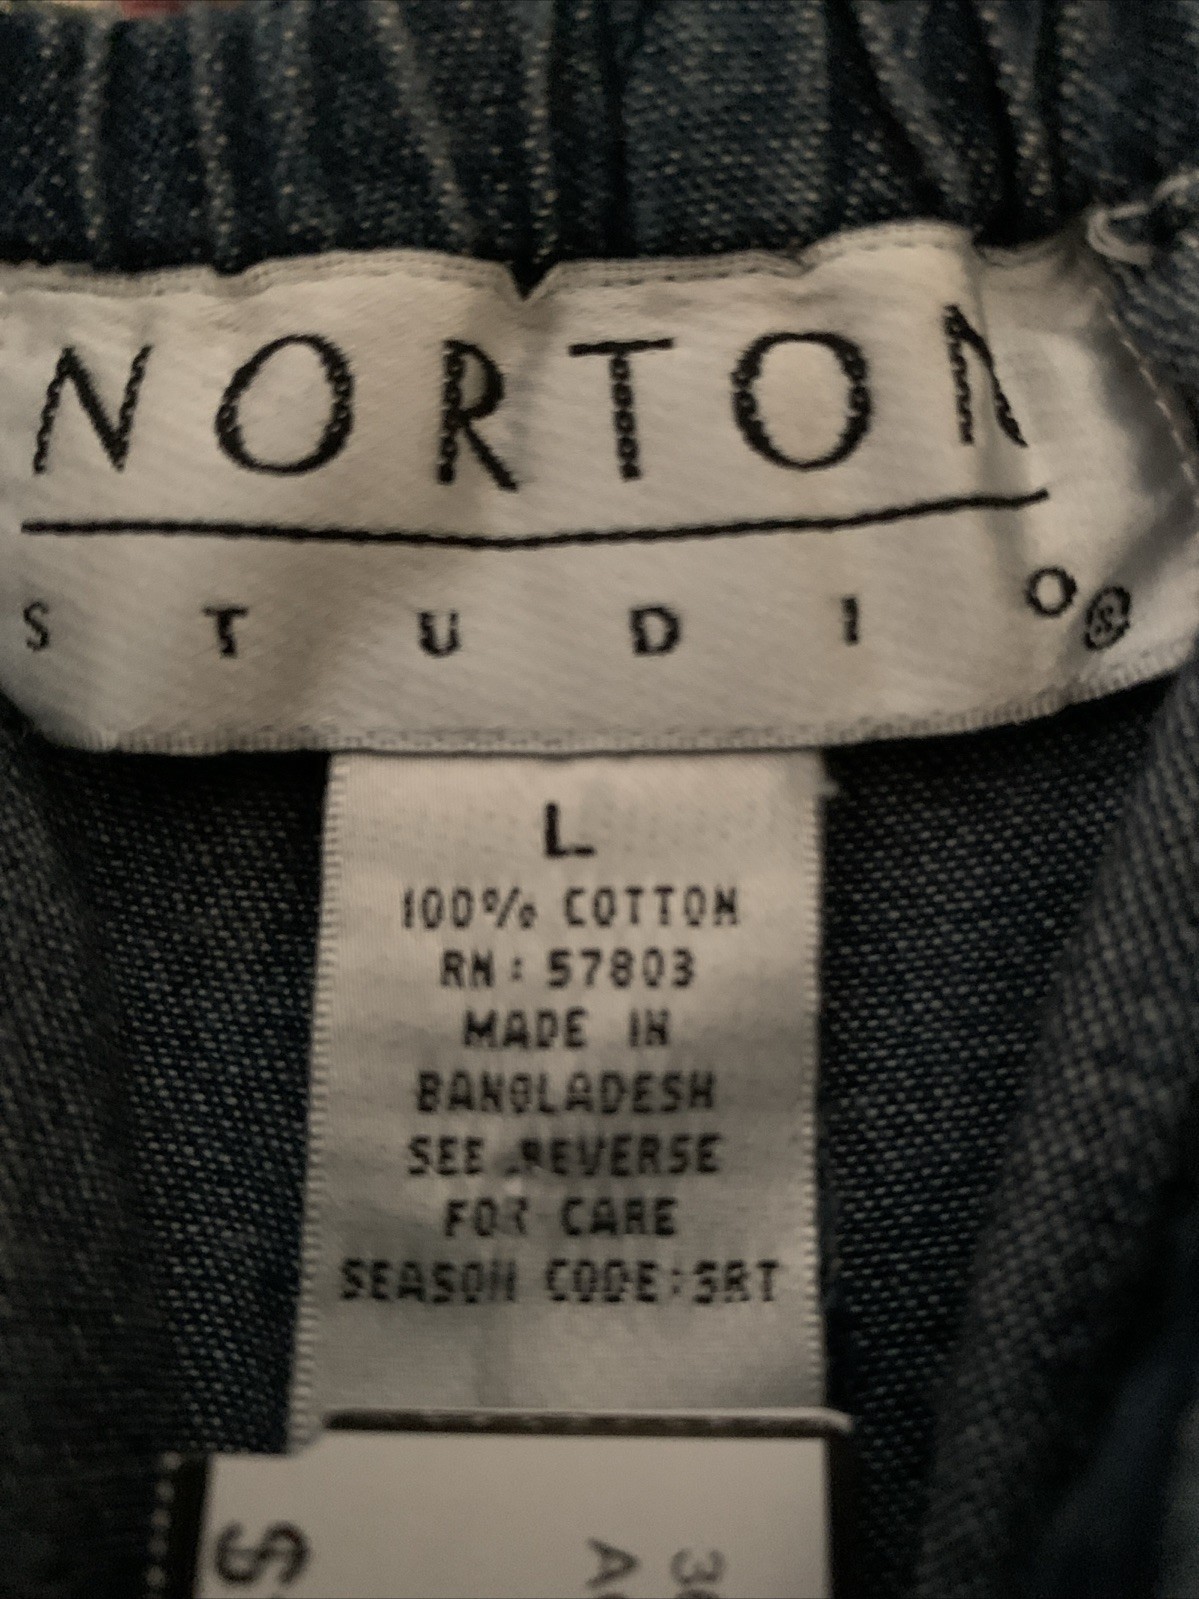 NORTON
STUDIO®
L
100% COTTON
RN: 57803
MADE IN
BANGLADESH
SEE REVERSE
FOR CARE
SEASON CODE:SRT